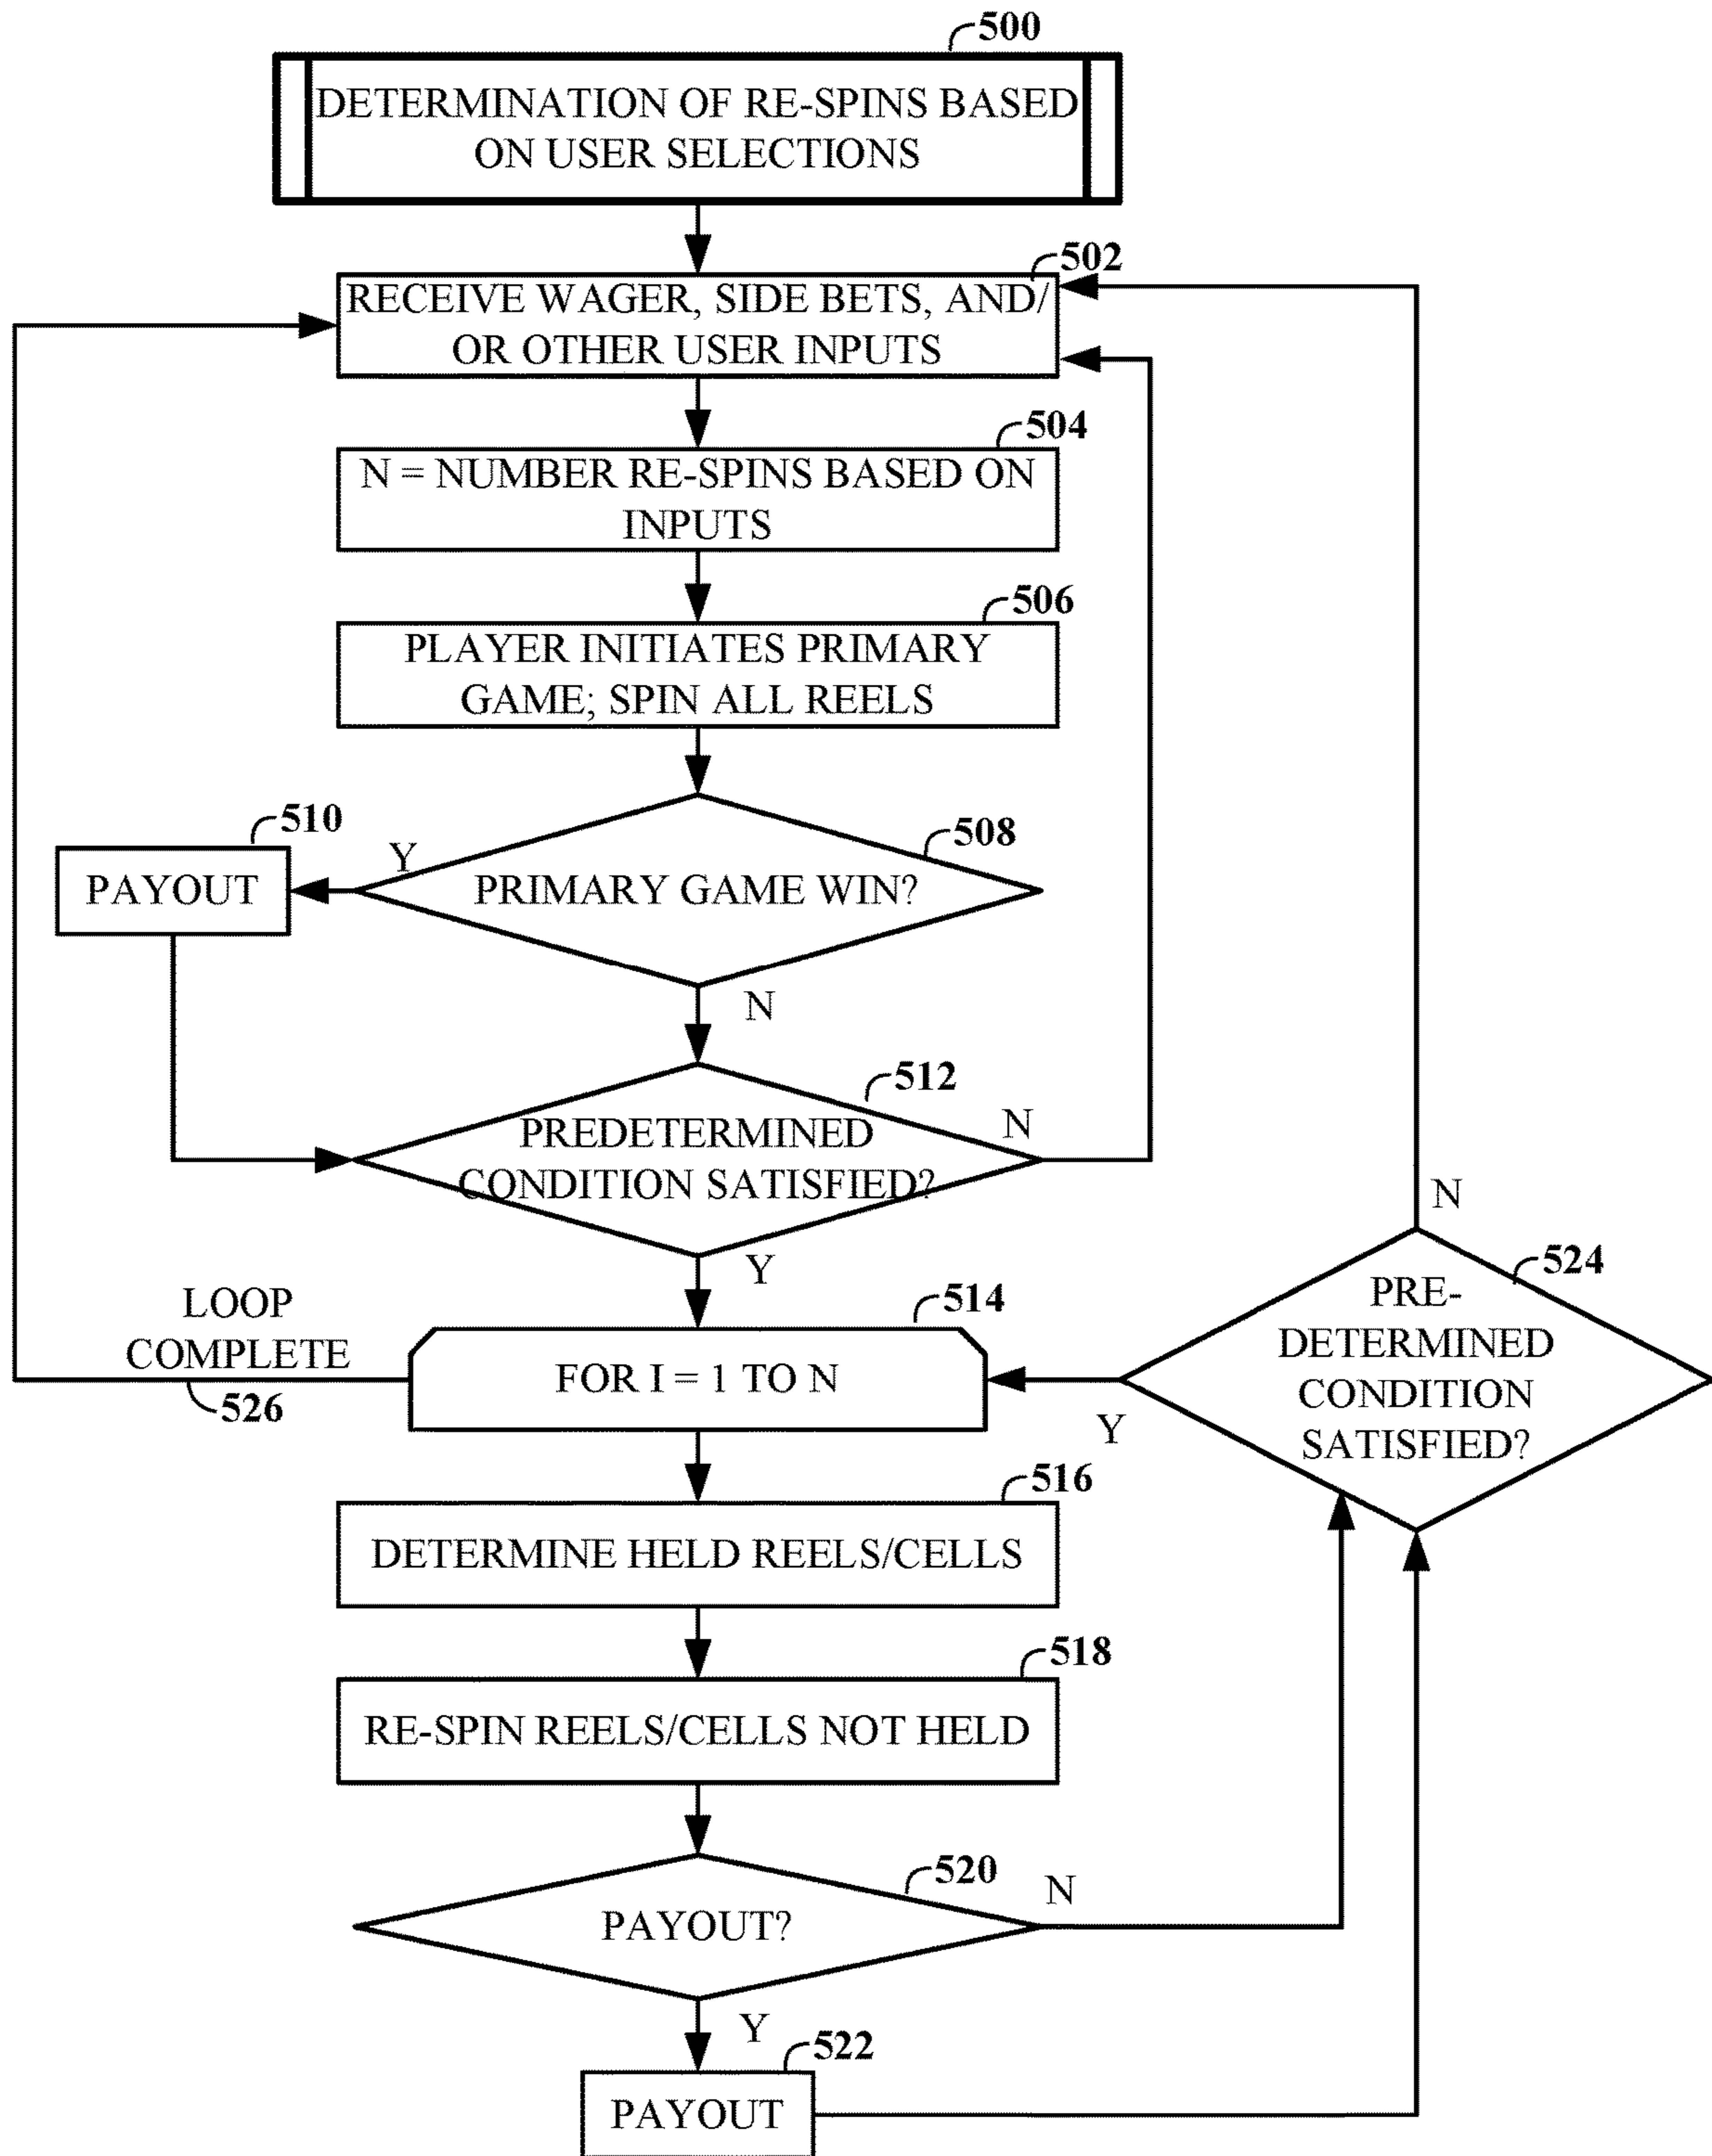 500
DETERMINATION OF RE-SPINS BASED
ON USER SELECTIONS
502
RECEIVE WAGER, SIDE BETS, AND/
OR OTHER USER INPUTS
504
N = NUMBER RE-SPINS BASED ON
INPUTS
506
PLAYER INITIATES PRIMARY
GAME; SPIN ALL REELS
508
PRIMARY GAME WIN?
Y
510
PAYOUT
N
512
PREDETERMINED
CONDITION SATISFIED?
N
Y
514
FOR I = 1 TO N
LOOP
COMPLETE
526
516
DETERMINE HELD REELS/CELLS
518
RE-SPIN REELS/CELLS NOT HELD
520
PAYOUT?
N
Y
522
PAYOUT
524
PRE-
DETERMINED
CONDITION
SATISFIED?
N
Y